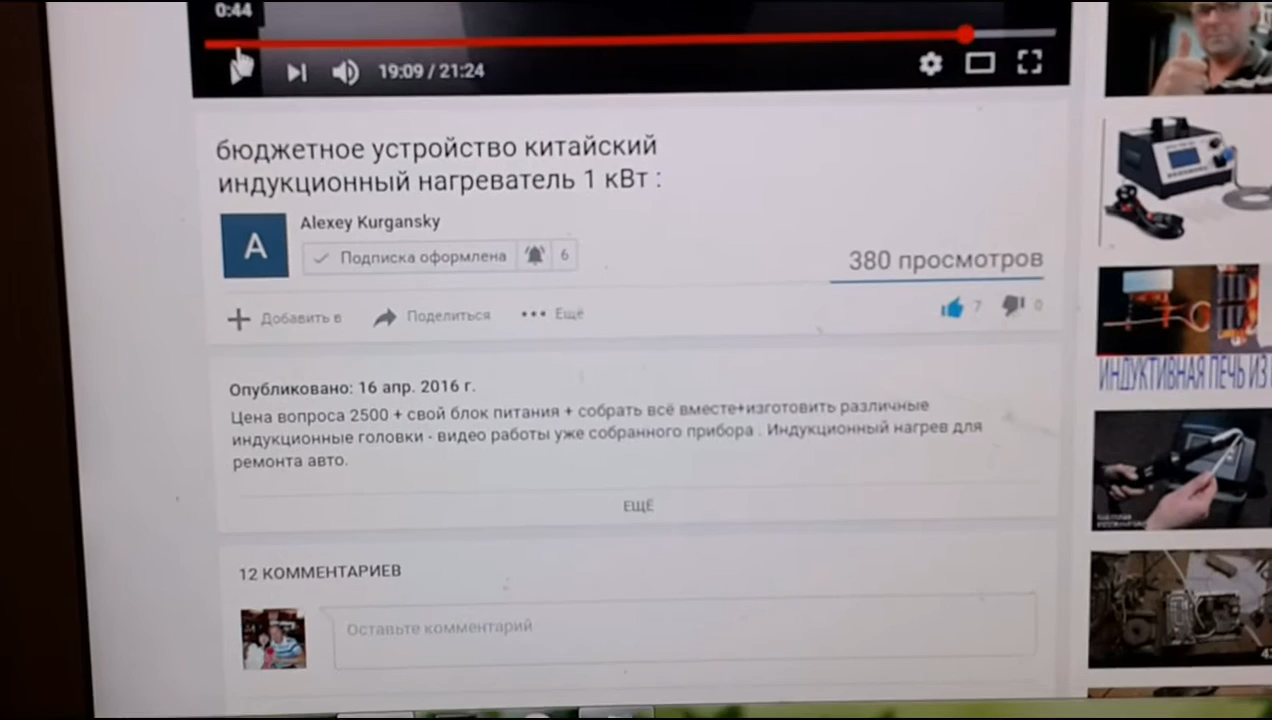 0:44
19:09 / 21:24
бюджетное устройство китайский
индукционный нагреватель 1 кВт :
A
Alexey Kurgansky
Подписка оформлена 6
380 просмотров
Добавить в Поделиться Ещё
7 0
Опубликовано: 16 апр. 2016 г.
Цена вопроса 2500 + свой блок питания + собрать всё вместе+изготовить различные
индукционные головки - видео работы уже собранного прибора . Индукционный нагрев для
ремонта авто.
ЕЩЁ
12 КОММЕНТАРИЕВ
Оставьте комментарий
ИНДУКТИВНАЯ ПЕЧЬ ИЗ